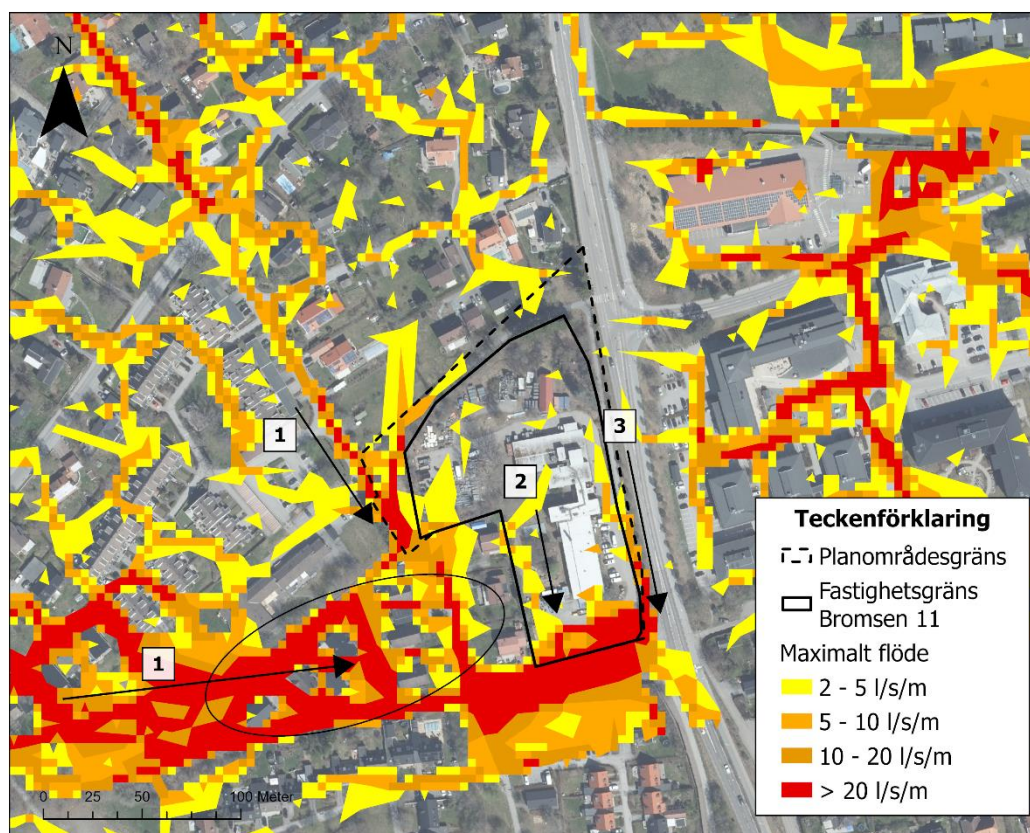 N
1
3
2
1
Teckenförklaring
Planområdesgräns
Fastighetsgräns
Bromsen 11
Maximalt flöde
2 - 5 l/s/m
5 - 10 l/s/m
10 - 20 l/s/m
> 20 l/s/m
0 25 50 100 Meter